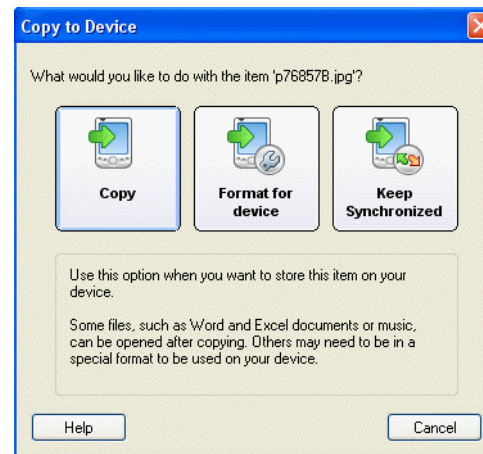 Copy to Device
What would you like to do with the item 'p76857B.jpg'?
Copy
Format for
device
Keep
Synchronized
Use this option when you want to store this item on your
device.
Some files, such as Word and Excel documents or music,
can be opened after copying. Others may need to be in a
special format to be used on your device.
Help
Cancel